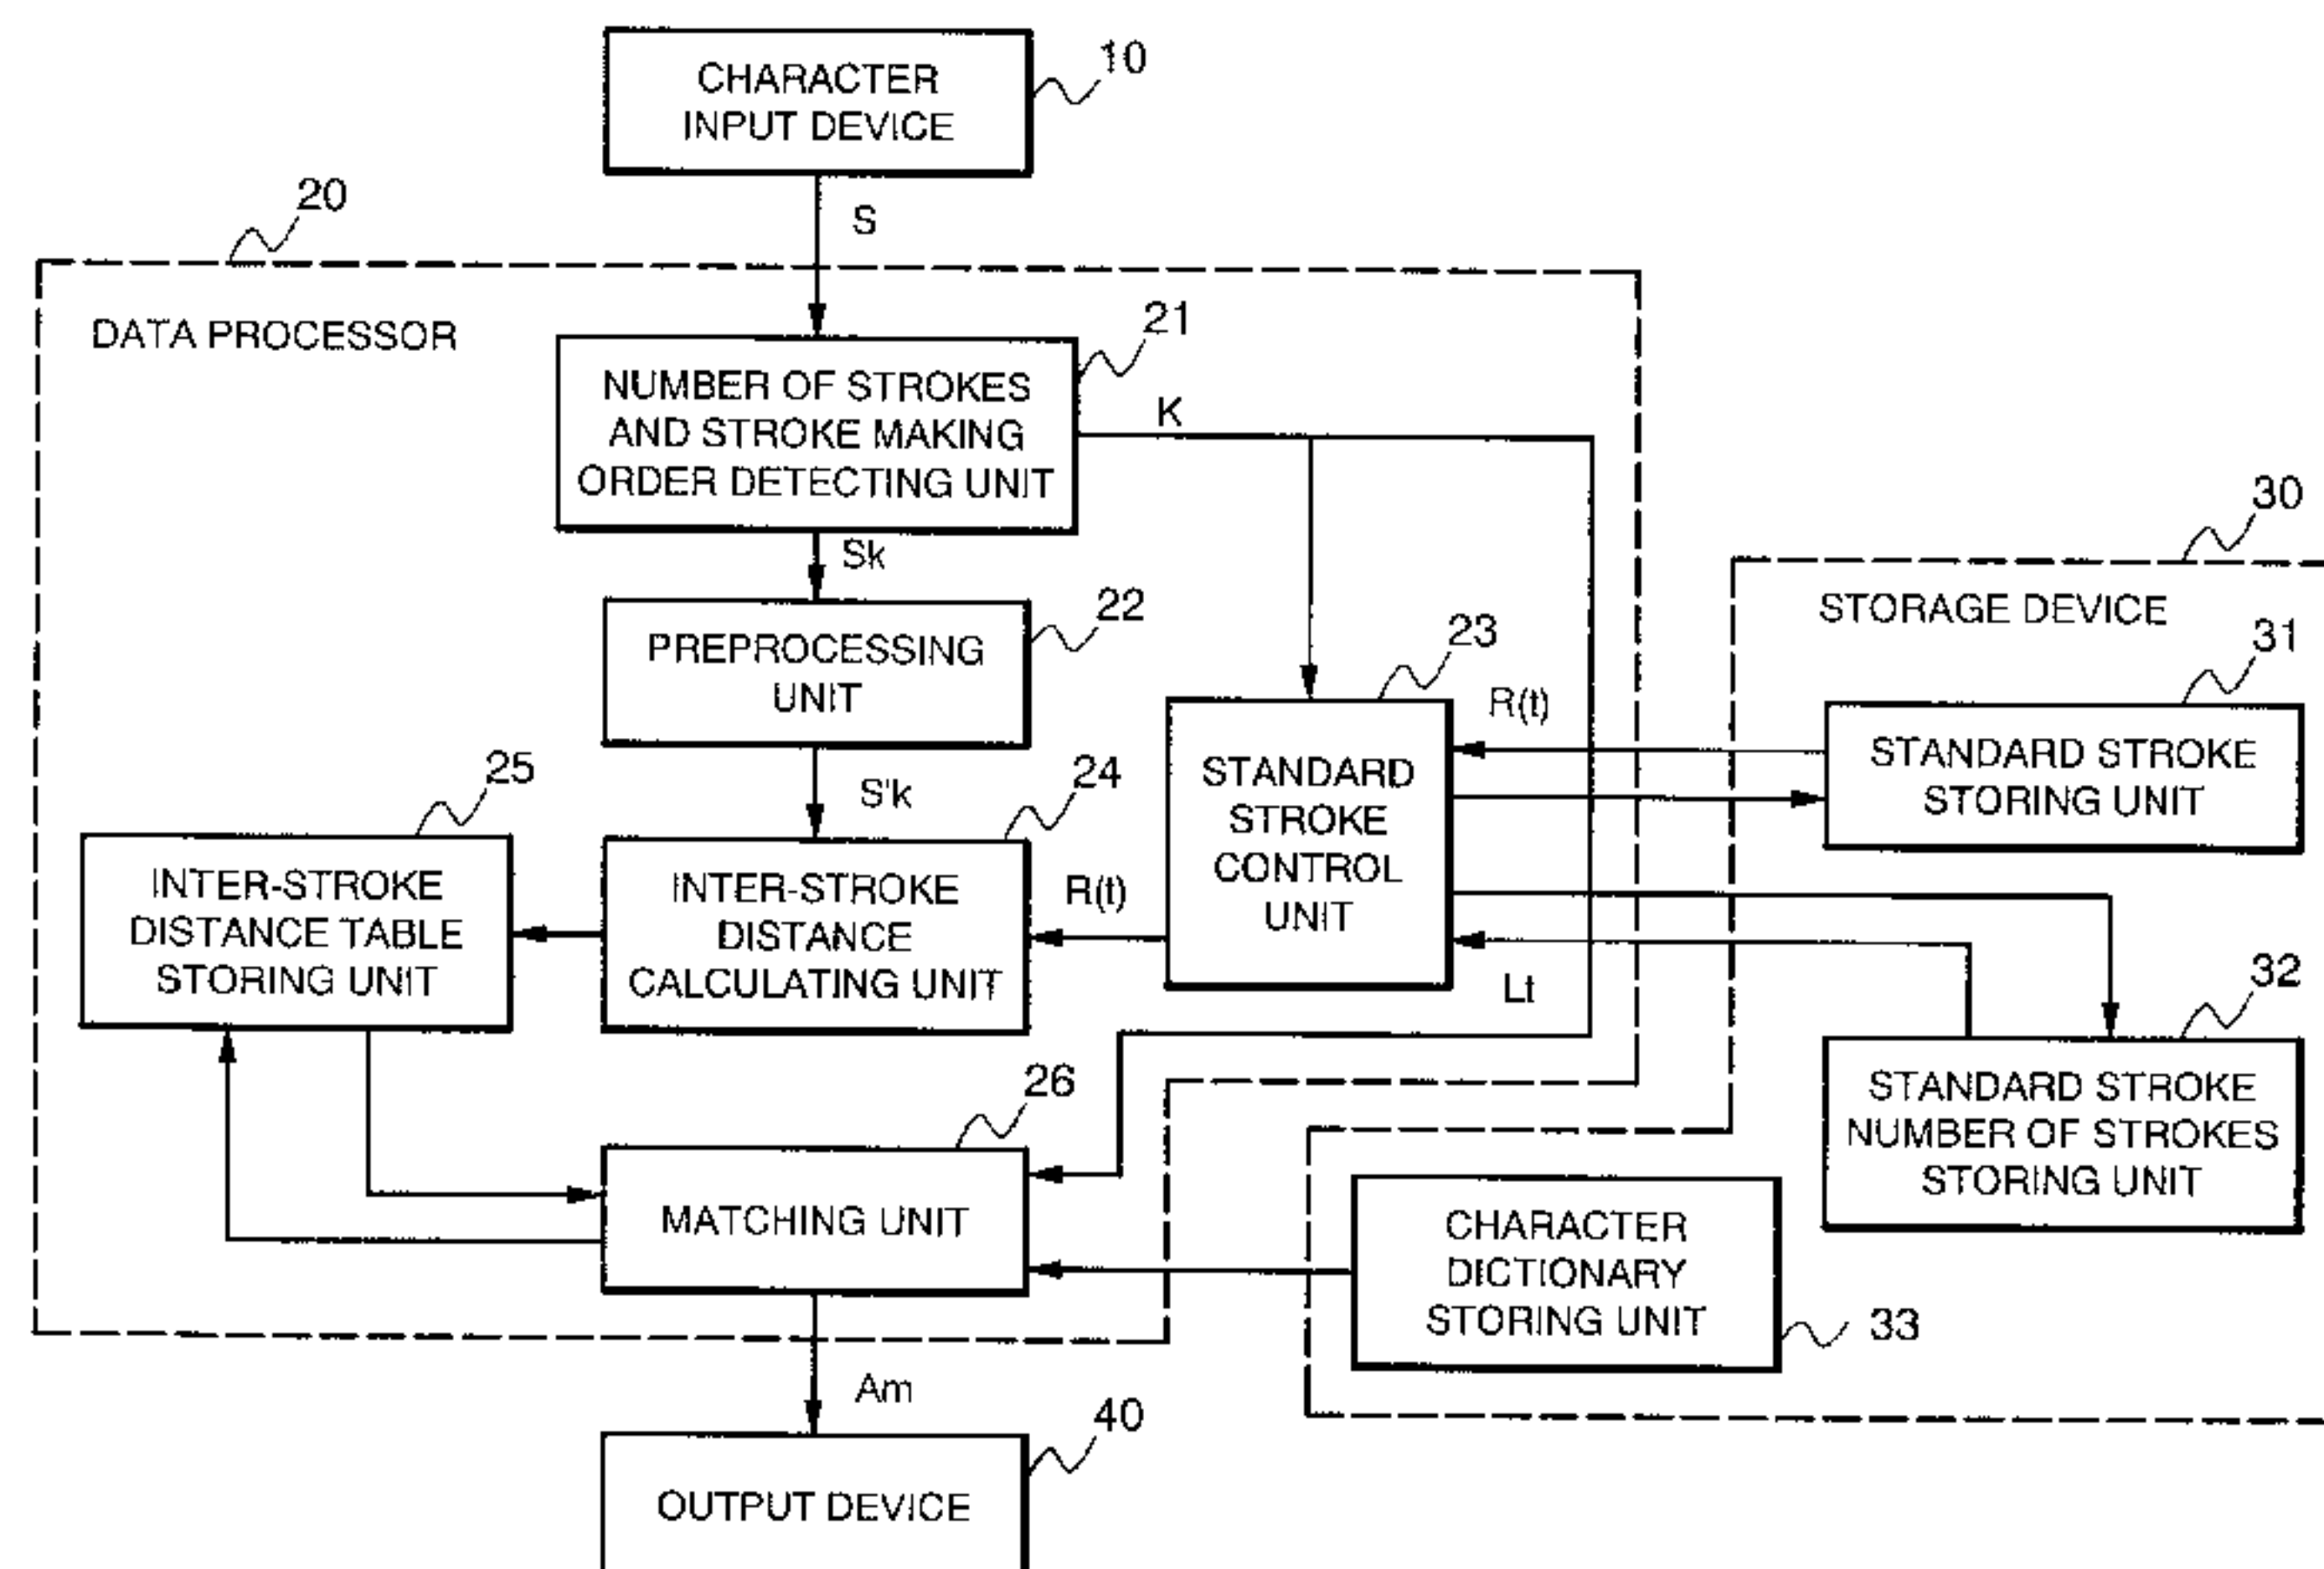 CHARACTER
INPUT DEVICE
10
S
20
DATA PROCESSOR
NUMBER OF STROKES
AND STROKE MAKING
ORDER DETECTING UNIT
21
K
Sk
PREPROCESSING
UNIT
22
S'k
30
STORAGE DEVICE
STANDARD
STROKE
CONTROL
UNIT
23
R(t)
STANDARD STROKE
STORING UNIT
31
INTER-STROKE
DISTANCE TABLE
STORING UNIT
25
INTER-STROKE
DISTANCE
CALCULATING UNIT
24
R(t)
Lt
STANDARD STROKE
NUMBER OF STROKES
STORING UNIT
32
MATCHING UNIT
26
CHARACTER
DICTIONARY
STORING UNIT
33
Am
OUTPUT DEVICE
40